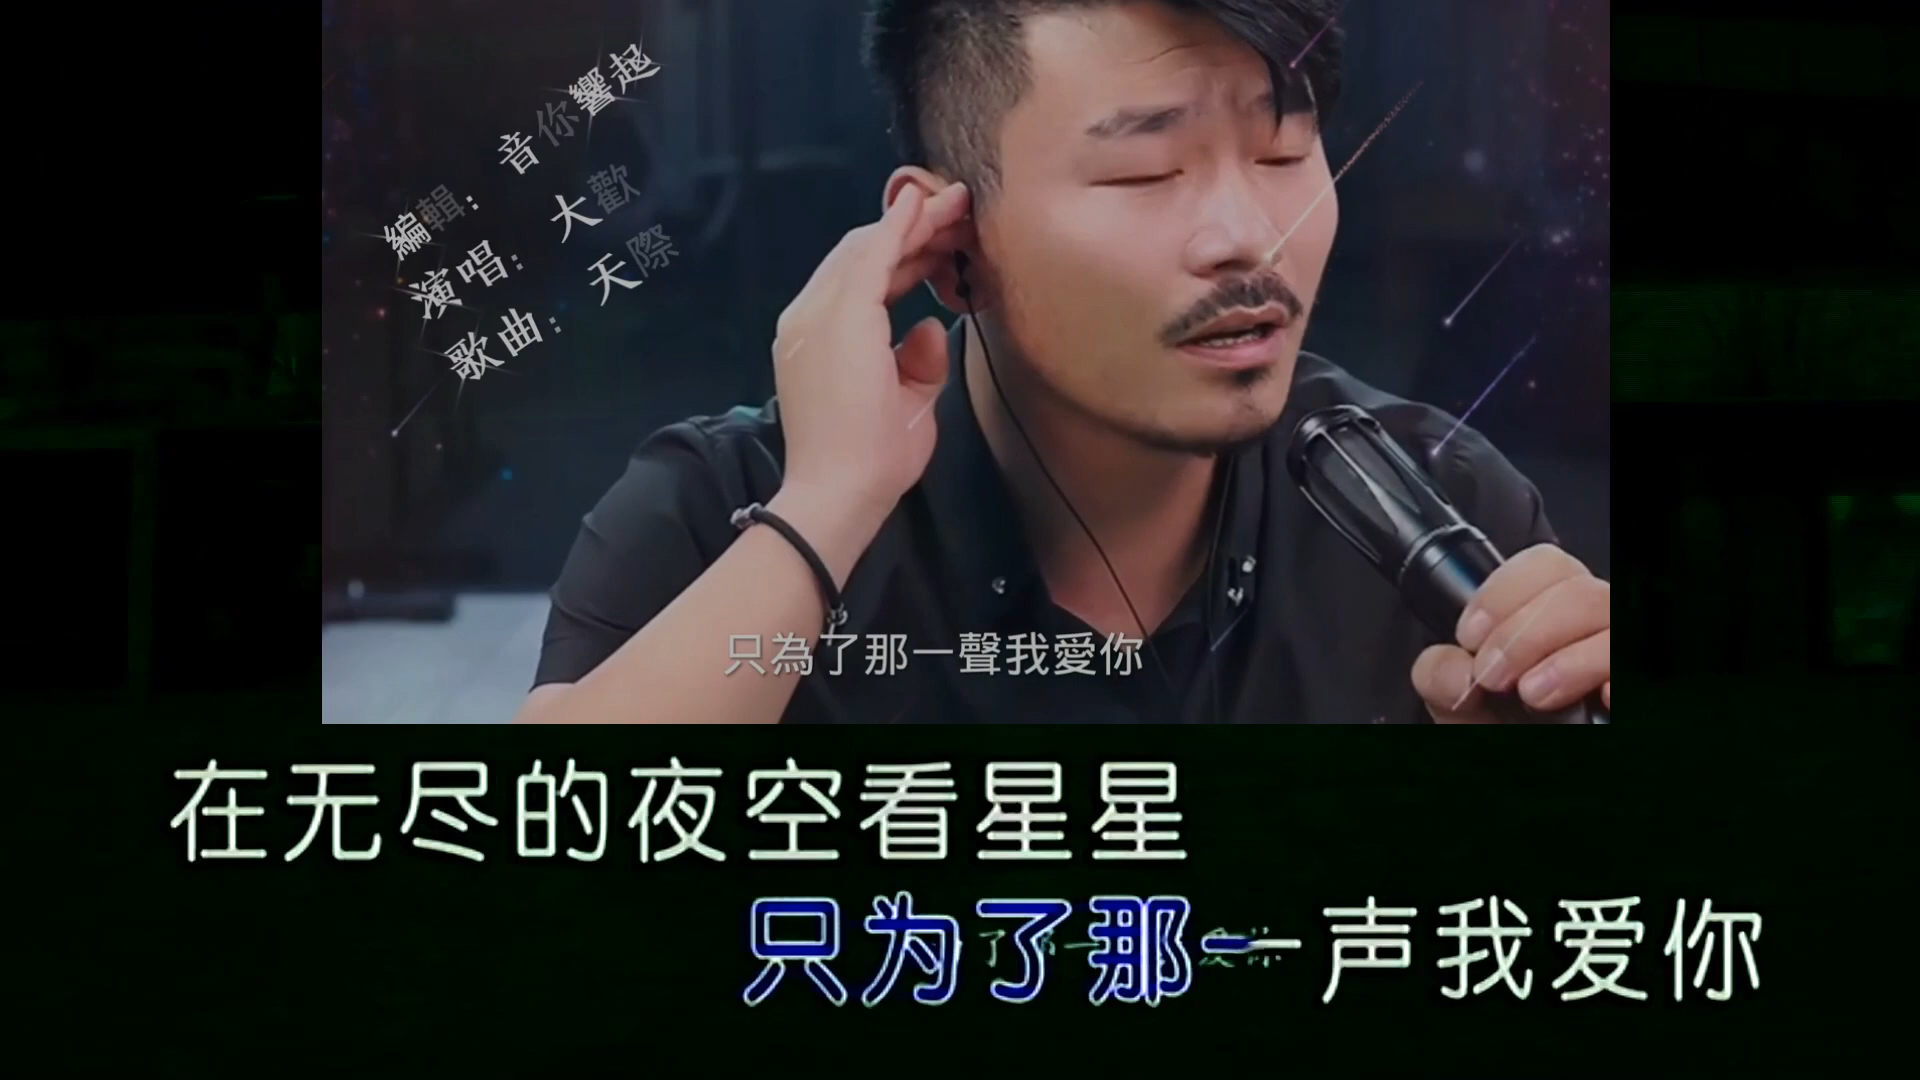 編輯： 音你響起
演唱： 大歡
歌曲： 天際
只為了那一聲我愛你
在无尽的夜空看星星
只为了那一声我爱你